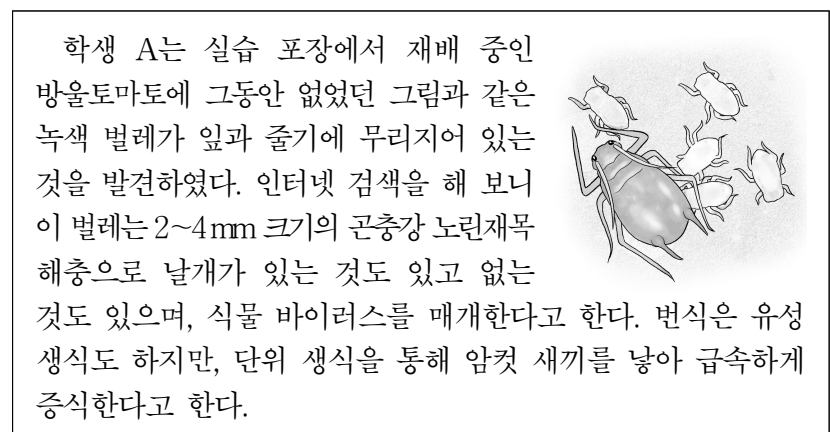 학생 A는 실습 포장에서 재배 중인
방울토마토에 그동안 없었던 그림과 같은
녹색 벌레가 잎과 줄기에 무리지어 있는
것을 발견하였다. 인터넷 검색을 해 보니
이 벌레는 2~4mm 크기의 곤충강 노린재목
해충으로 날개가 있는 것도 있고 없는
것도 있으며, 식물 바이러스를 매개한다고 한다. 번식은 유성
생식도 하지만, 단위 생식을 통해 암컷 새끼를 낳아 급속하게
증식한다고 한다.